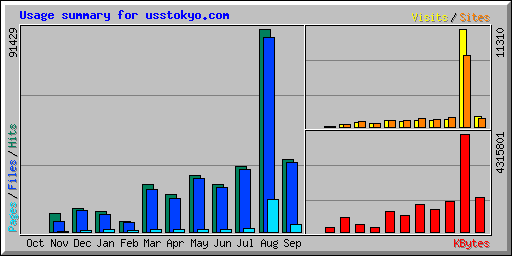 Usage summary for usstokyo.com
Visits/Sites
91429
11310
Pages/Files/Hits
4315801
Oct Nov Dec Jan Feb Mar Apr May Jun Jul Aug Sep
KBytes